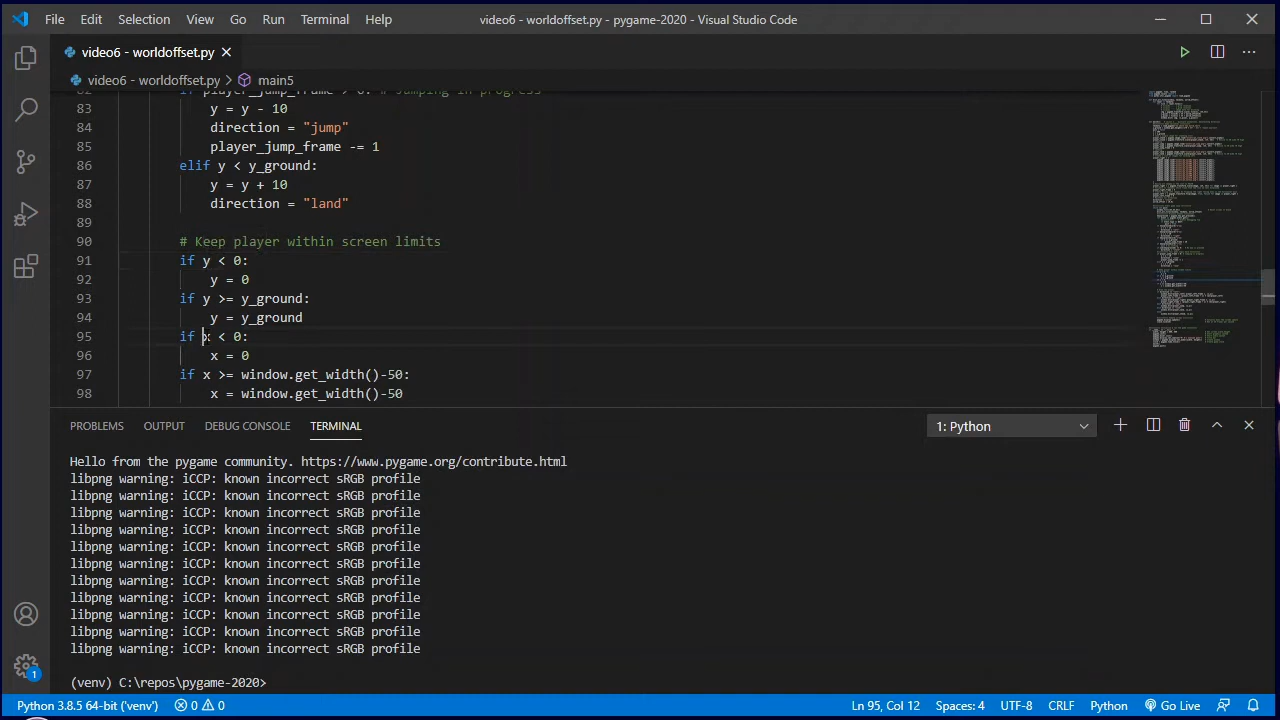 File Edit Selection View Go Run Terminal Help video6 - worldoffset.py - pygame-2020 - Visual Studio Code
video6 - worldoffset.py
video6 - worldoffset.py > main5
82 if player_jump_frame > 0: # Jumping in progress
83 y = y - 10
84 direction = "jump"
85 player_jump_frame -= 1
86 elif y < y_ground:
87 y = y + 10
88 direction = "land"
89
90 # Keep player within screen limits
91 if y < 0:
92 y = 0
93 if y >= y_ground:
94 y = y_ground
95 if x < 0:
96 x = 0
97 if x >= window.get_width()-50:
98 x = window.get_width()-50
PROBLEMS OUTPUT DEBUG CONSOLE TERMINAL 1: Python
Hello from the pygame community. https://www.pygame.org/contribute.html
libpng warning: iCCP: known incorrect sRGB profile
libpng warning: iCCP: known incorrect sRGB profile
libpng warning: iCCP: known incorrect sRGB profile
libpng warning: iCCP: known incorrect sRGB profile
libpng warning: iCCP: known incorrect sRGB profile
libpng warning: iCCP: known incorrect sRGB profile
libpng warning: iCCP: known incorrect sRGB profile
libpng warning: iCCP: known incorrect sRGB profile
libpng warning: iCCP: known incorrect sRGB profile
libpng warning: iCCP: known incorrect sRGB profile
libpng warning: iCCP: known incorrect sRGB profile
(venv) C:\repos\pygame-2020>
1
Python 3.8.5 64-bit ('venv') 0 0 Ln 95, Col 12 Spaces: 4 UTF-8 CRLF Python Go Live